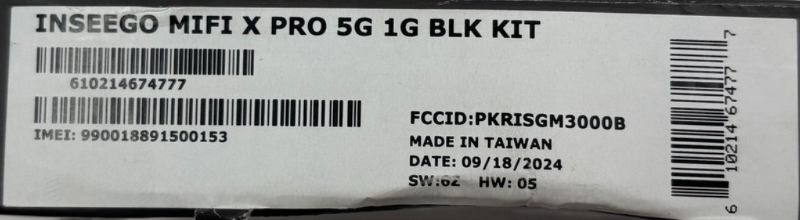 INSEEGO MIFI X PRO 5G 1G BLK KIT
610214674777
IMEI: 990018891500153
FCCID:PKRISGM3000B
MADE IN TAIWAN
DATE: 09/18/2024
SW:62 HW: 05
6 10214 67477 7